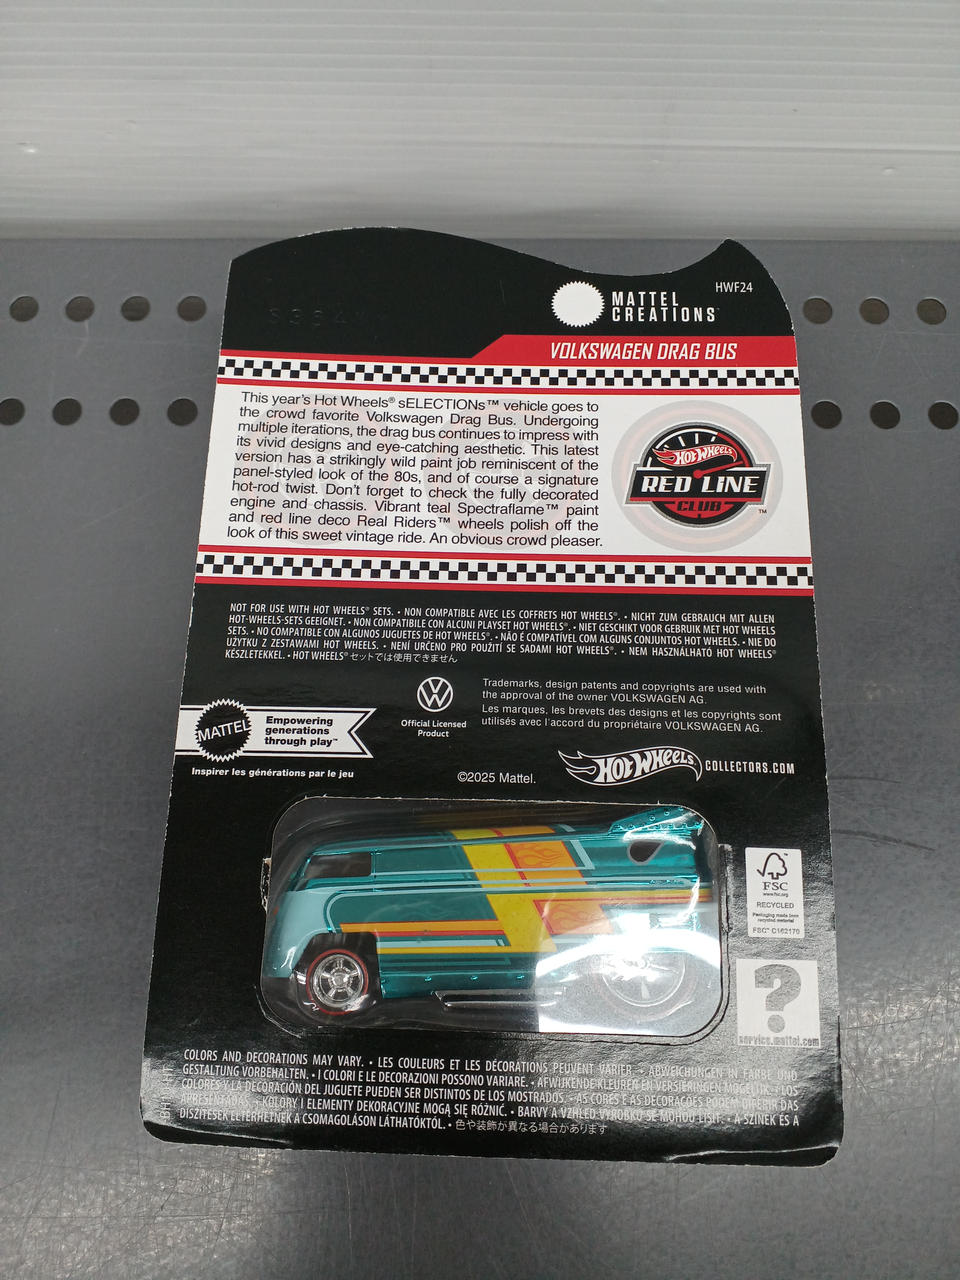 HWF24
MATTEL
CREATIONS™
VOLKSWAGEN DRAG BUS
This year's Hot Wheels® sELECTIONs™ vehicle goes to
the crowd favorite Volkswagen Drag Bus. Undergoing
multiple iterations, the drag bus continues to impress with
its vivid designs and eye-catching aesthetic. This latest
version has a strikingly wild paint job reminiscent of the
panel-styled look of the 80s, and of course a signature
hot-rod twist. Don't forget to check the fully decorated
engine and chassis. Vibrant teal Spectraflame™ paint
and red line deco Real Riders™ wheels polish off the
look of this sweet vintage ride. An obvious crowd pleaser.
HOT WHEELS
RED LINE
CLUB™
NOT FOR USE WITH HOT WHEELS® SETS. • NON COMPATIBLE AVEC LES COFFRETS HOT WHEELS®. • NICHT ZUM GEBRAUCH MIT ALLEN
HOT-WHEELS-SETS GEEIGNET. • NON COMPATIBILE CON ALCUNI PLAYSET HOT WHEELS®. • NIET GESCHIKT VOOR GEBRUIK MET HOT WHEELS
SETS. • NO COMPATIBLE CON ALGUNOS JUGUETES DE HOT WHEELS®. • NÃO É COMPATÍVEL COM ALGUNS CONJUNTOS HOT WHEELS. • NIE DO
UŻYTKU Z ZESTAWAMI HOT WHEELS. • NENÍ URČENO PRO POUŽITÍ SE SADAMI HOT WHEELS®. • NEM HASZNÁLHATÓ HOT WHEELS®
KÉSZLETEKKEL. • HOT WHEELS® セットでは使用できません
Trademarks, design patents and copyrights are used with
the approval of the owner VOLKSWAGEN AG.
Les marques, les brevets des designs et les copyrights sont
utilisés avec l'accord du propriétaire VOLKSWAGEN AG.
Official Licensed
Product
MATTEL
Empowering
generations
through play™
Inspirer les générations par le jeu
©2025 Mattel.
HOT WHEELS COLLECTORS.COM
FSC
www.fsc.org
RECYCLED
Packaging made from
recycled material
FSC™ C162170
?
service.mattel.com
COLORS AND DECORATIONS MAY VARY. • LES COULEURS ET LES DÉCORATIONS PEUVENT VARIER. • ABWEICHUNGEN IN FARBE UND
GESTALTUNG VORBEHALTEN. • I COLORI E LE DECORAZIONI POSSONO VARIARE. • AFWIJKENDE KLEUREN EN VERSIERINGEN MOGELIJK. • LOS
COLORES Y LA DECORACIÓN DEL JUGUETE PUEDEN SER DISTINTOS DE LOS MOSTRADOS. • AS CORES E AS DECORAÇÕES PODEM DIFERIR DAS
APRESENTADAS. • KOLORY I ELEMENTY DEKORACYJNE MOGĄ SIĘ RÓŻNIĆ. • BARVY A VZHLED VÝROBKU SE MOHOU LIŠIT. • A SZÍNEK ÉS A
DÍSZÍTÉSEK ELTÉRHETNEK A CSOMAGOLÁSON LÁTHATÓKTÓL. • 色や装飾が異なる場合があります